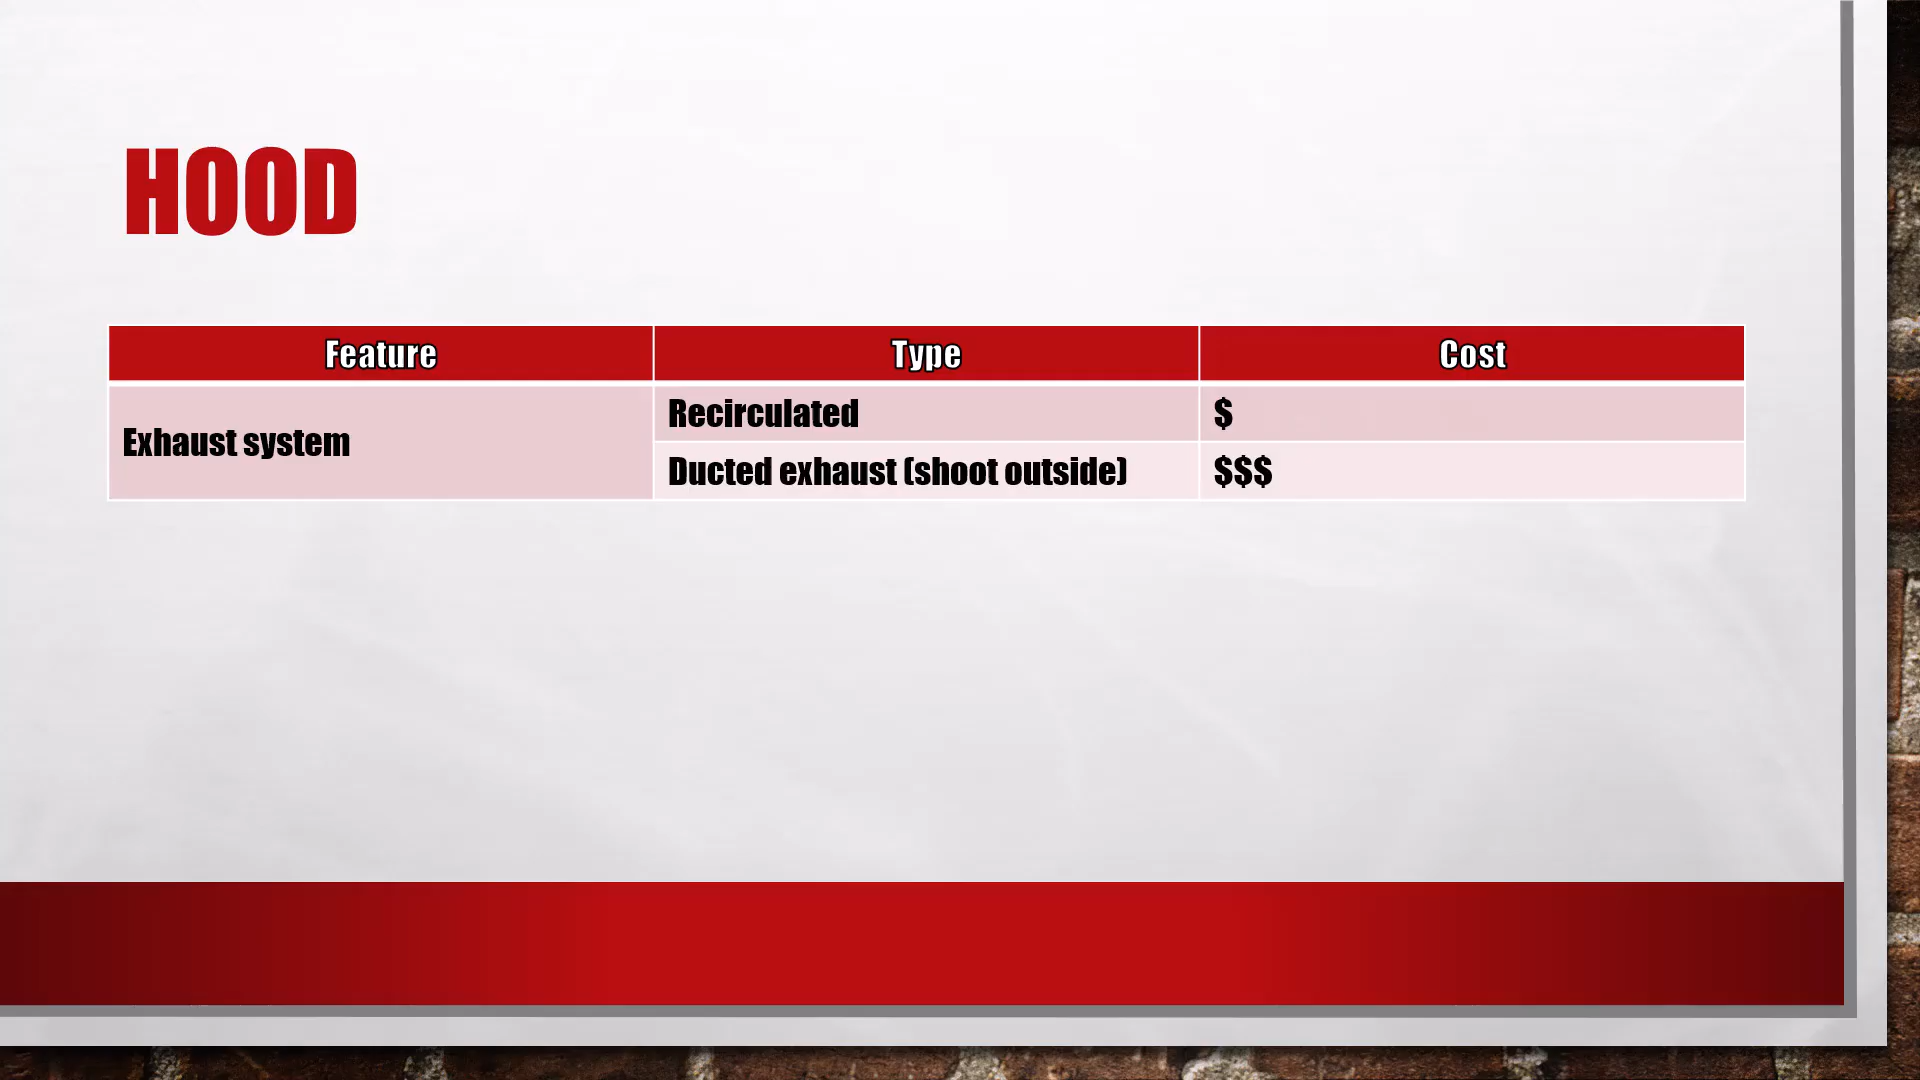 HOOD
Feature Type Cost
Exhaust system
Recirculated $
Ducted exhaust (shoot outside) $$$